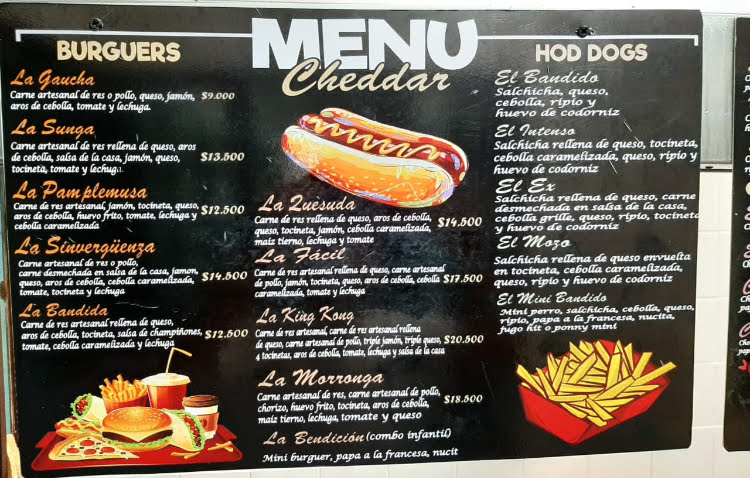 MENU
Cheddar
BURGUERS
La Gaucha
Carne artesanal de res o pollo, queso, jamón,
aros de cebolla, tomate y lechuga.
$9.000
La Sunga
Carne artesanal de res rellena de queso, aros
de cebolla, salsa de la casa, jamón, queso,
tocineta, tomate y lechuga.
$13.500
La Pamplemusa
Carne de res artesanal, jamón, tocineta, queso,
aros de cebolla, huevo frito, tomate, lechuga y
cebolla caramelizada
$12.500
La Sinvergüenza
Carne artesanal de res o pollo,
carne desmechada en salsa de la casa, jamon,
queso, aros de cebolla, cebolla caramelizada,
tomate, tocineta y lechuga
$14.500
La Bandida
Carne de res artesanal rellena de queso,
aros de cebolla, tocineta, salsa de champiñones,
tomate, cebolla caramelizada y lechuga
$12.500
La Quesuda
Carne de res rellena de queso, aros de cebolla,
queso, tocineta, jamón, cebolla caramelizada,
maiz tierno, lechuga y tomate
$14.500
La Fácil
Carne de res artesanal rellena de queso, carne artesanal
de pollo, jamón, tocineta, queso, aros de cebolla, cebolla
caramelizada, tomate y lechuga
$17.500
La King Kong
Carne de res artesanal, carne de res artesanal rellena
de queso, carne artesanal de pollo, triple jamón, triple queso,
4 tocinetas, aros de cebolla, tomate, lechuga y salsa de la casa
$20.500
La Morronga
Carne artesanal de res, carne artesanal de pollo,
chorizo, huevo frito, tocineta, aros de cebolla,
maiz tierno, lechuga, tomate y queso
$18.500
La Bendición (combo infantil)
Mini burguer, papa a la francesa, nucit
HOD DOGS
El Bandido
Salchicha, queso,
cebolla, ripio y
huevo de codorniz
El Intenso
Salchicha rellena de queso, tocineta,
cebolla caramelizada, queso, ripio y
huevo de codorniz
El Ex
Salchicha rellena de queso, carne
desmechada en salsa de la casa,
cebolla grille, queso, ripio, tocineta
y huevo de codorniz
El Mozo
Salchicha rellena de queso envuelta
en tocineta, cebolla caramelizada,
queso, ripio y huevo de codorniz
El Mini Bandido
Mini perro, salchicha, cebolla, queso,
ripio, papa a la francesa, nucita,
jugo hit o ponny mini